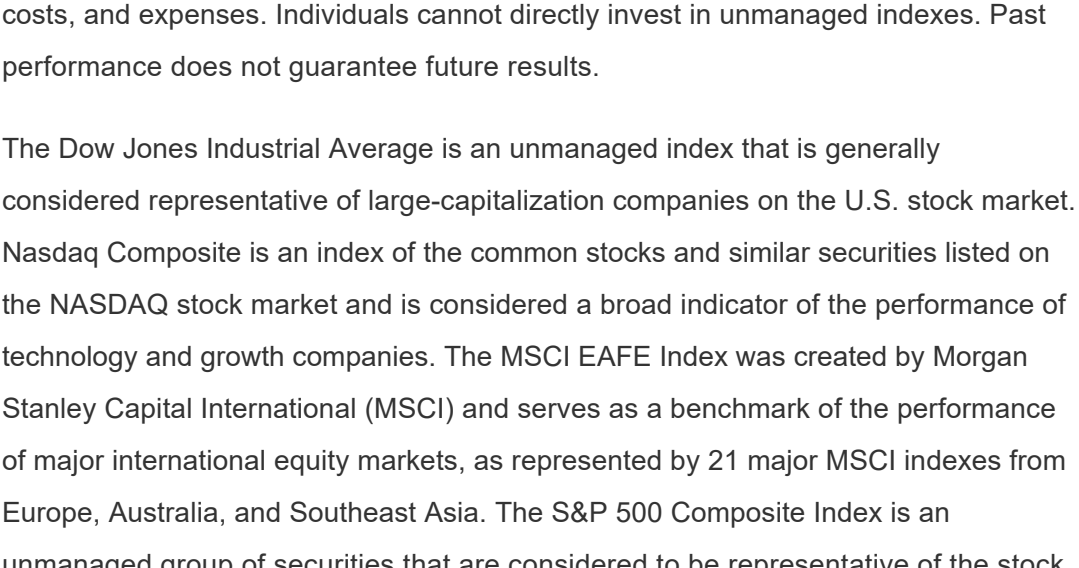 costs, and expenses. Individuals cannot directly invest in unmanaged indexes. Past
performance does not guarantee future results.
The Dow Jones Industrial Average is an unmanaged index that is generally
considered representative of large-capitalization companies on the U.S. stock market.
Nasdaq Composite is an index of the common stocks and similar securities listed on
the NASDAQ stock market and is considered a broad indicator of the performance of
technology and growth companies. The MSCI EAFE Index was created by Morgan
Stanley Capital International (MSCI) and serves as a benchmark of the performance
of major international equity markets, as represented by 21 major MSCI indexes from
Europe, Australia, and Southeast Asia. The S&P 500 Composite Index is an
unmanaged group of securities that are considered to be representative of the stock